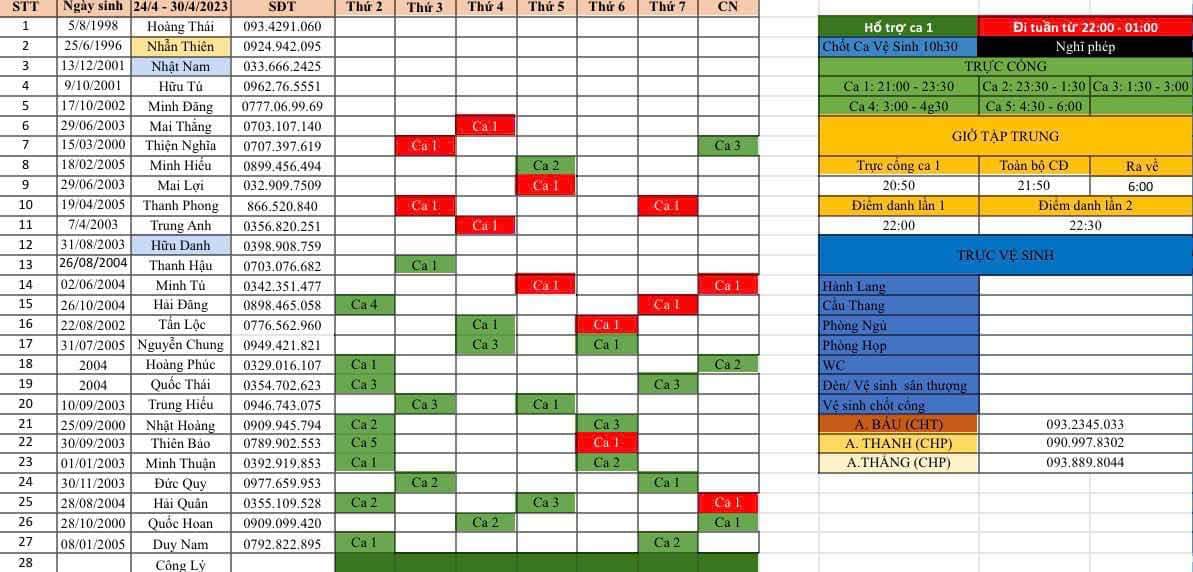 STT Ngày sinh 24/4 - 30/4/2023 SĐT Thứ 2 Thứ 3 Thứ 4 Thứ 5 Thứ 6 Thứ 7 CN
1 5/8/1998 Hoàng Thái 093.4291.060
2 25/6/1996 Nhẫn Thiên 0924.942.095
3 13/12/2001 Nhật Nam 033.666.2425
4 9/10/2001 Hữu Tú 0962.76.5551
5 17/10/2002 Minh Đăng 0777.06.99.69
6 29/06/2003 Mai Thắng 0703.107.140 Ca 1
7 15/03/2000 Thiện Nghĩa 0707.397.619 Ca 1 Ca 3
8 18/02/2005 Minh Hiếu 0899.456.494 Ca 2
9 29/06/2003 Mai Lợi 032.909.7509 Ca 1
10 19/04/2005 Thanh Phong 866.520.840 Ca 1 Ca 1
11 7/4/2003 Trung Anh 0356.820.251 Ca 1
12 31/08/2003 Hữu Danh 0398.908.759
13 26/08/2004 Thanh Hậu 0703.076.682 Ca 1
14 02/06/2004 Minh Tú 0342.351.477 Ca 1 Ca 1
15 26/10/2004 Hải Đăng 0898.465.058 Ca 4 Ca 1
16 22/08/2002 Tấn Lộc 0776.562.960 Ca 1 Ca 1
17 31/07/2005 Nguyễn Chung 0949.421.821 Ca 3 Ca 1
18 2004 Hoàng Phúc 0329.016.107 Ca 1 Ca 2
19 2004 Quốc Thái 0354.702.623 Ca 3 Ca 3
20 10/09/2003 Trung Hiếu 0946.743.075 Ca 3 Ca 1
21 25/09/2000 Nhật Hoàng 0909.945.794 Ca 2 Ca 3
22 30/09/2003 Thiên Bảo 0789.902.553 Ca 5 Ca 1
23 01/01/2003 Minh Thuận 0392.919.853 Ca 1 Ca 2
24 30/11/2003 Đức Quy 0977.659.953 Ca 2 Ca 1
25 28/08/2004 Hải Quân 0355.109.528 Ca 2 Ca 3 Ca 1
26 28/10/2000 Quốc Hoan 0909.099.420 Ca 2 Ca 1
27 08/01/2005 Duy Nam 0792.822.895 Ca 1 Ca 2
28 Công Lý
Hổ trợ ca 1 Đi tuần từ 22:00 - 01:00
Chốt Ca Vệ Sinh 10h30 Nghĩ phép
TRỰC CỔNG
Ca 1: 21:00 - 23:30 Ca 2: 23:30 - 1:30 Ca 3: 1:30 - 3:00
Ca 4: 3:00 - 4g30 Ca 5: 4:30 - 6:00
GIỜ TẬP TRUNG
Trực cổng ca 1 Toàn bộ CĐ Ra về
20:50 21:50 6:00
Điểm danh lần 1 Điểm danh lần 2
22:00 22:30
TRỰC VỆ SINH
Hành Lang
Cầu Thang
Phòng Ngủ
Phòng Họp
WC
Đèn/ Vệ sinh sân thượng
Vệ sinh chốt cổng
A. BÁU (CHT) 093.2345.033
A. THANH (CHP) 090.997.8302
A.THẮNG (CHP) 093.889.8044